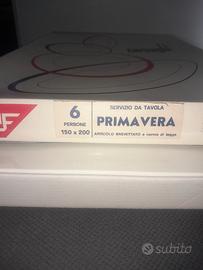 6
PERSONE
150 x 200
SERVIZIO DA TAVOLA
PRIMAVERA
ARTICOLO BREVETTATO a norma di legge
subito